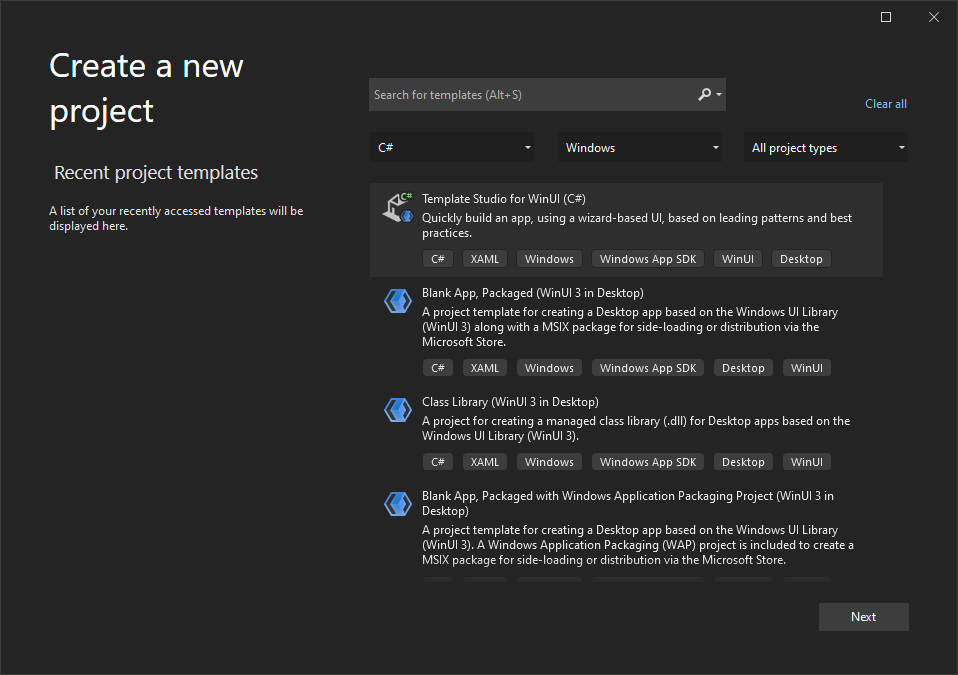 Create a new
project
Recent project templates
A list of your recently accessed templates will be
displayed here.
Search for templates (Alt+S)
Clear all
C#
Windows
All project types
C#
Template Studio for WinUI (C#)
Quickly build an app, using a wizard-based UI, based on leading patterns and best
practices.
C# XAML Windows Windows App SDK WinUI Desktop
Blank App, Packaged (WinUI 3 in Desktop)
A project template for creating a Desktop app based on the Windows UI Library
(WinUI 3) along with a MSIX package for side-loading or distribution via the
Microsoft Store.
C# XAML Windows Windows App SDK Desktop WinUI
Class Library (WinUI 3 in Desktop)
A project for creating a managed class library (.dll) for Desktop apps based on the
Windows UI Library (WinUI 3).
C# XAML Windows Windows App SDK Desktop WinUI
Blank App, Packaged with Windows Application Packaging Project (WinUI 3 in
Desktop)
A project template for creating a Desktop app based on the Windows UI Library
(WinUI 3). A Windows Application Packaging (WAP) project is included to create a
MSIX package for side-loading or distribution via the Microsoft Store.
Next